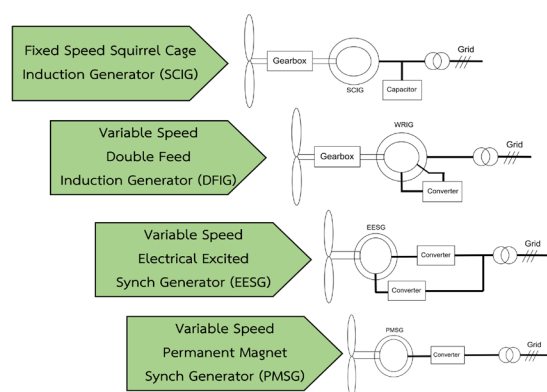 Fixed Speed Squirrel Cage
Induction Generator (SCIG)
Gearbox
SCIG
Capacitor
Grid
Variable Speed
Double Feed
Induction Generator (DFIG)
Gearbox
WRIG
Converter
Grid
Variable Speed
Electrical Excited
Synch Generator (EESG)
EESG
Converter
Converter
Grid
Variable Speed
Permanent Magnet
Synch Generator (PMSG)
PMSG
Converter
Grid